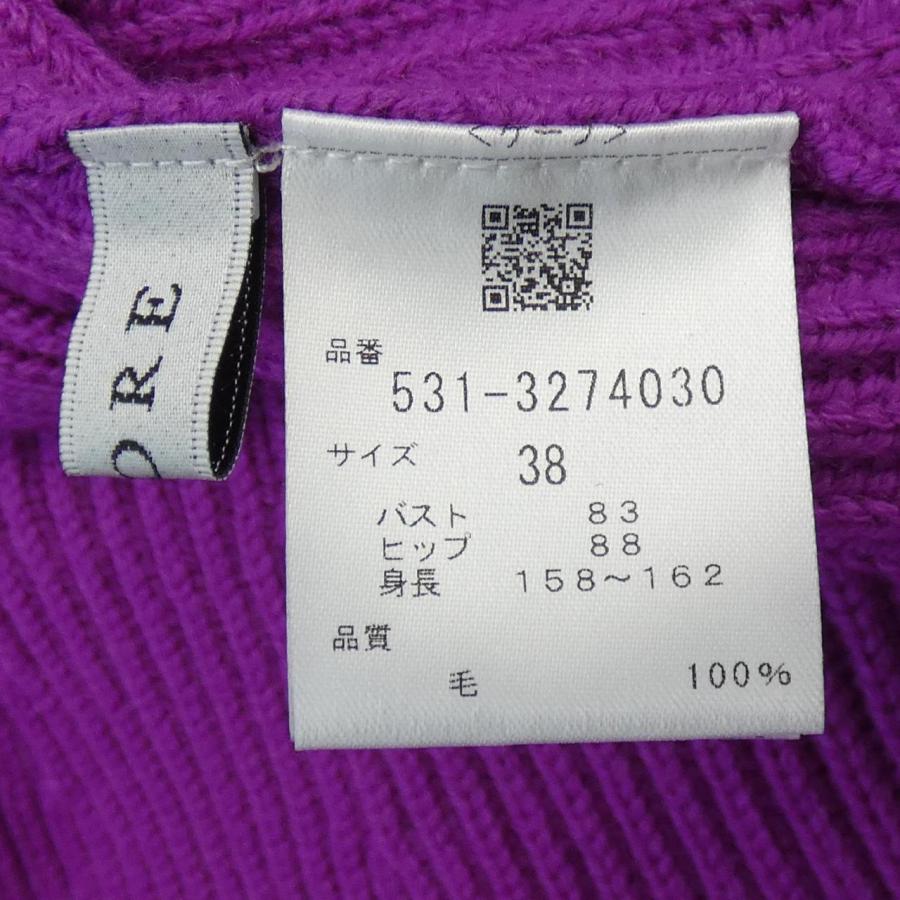 ORE
品番
531-3274030
サイズ 38
バスト 83
ヒップ 88
身長 158～162
品質
毛 100%